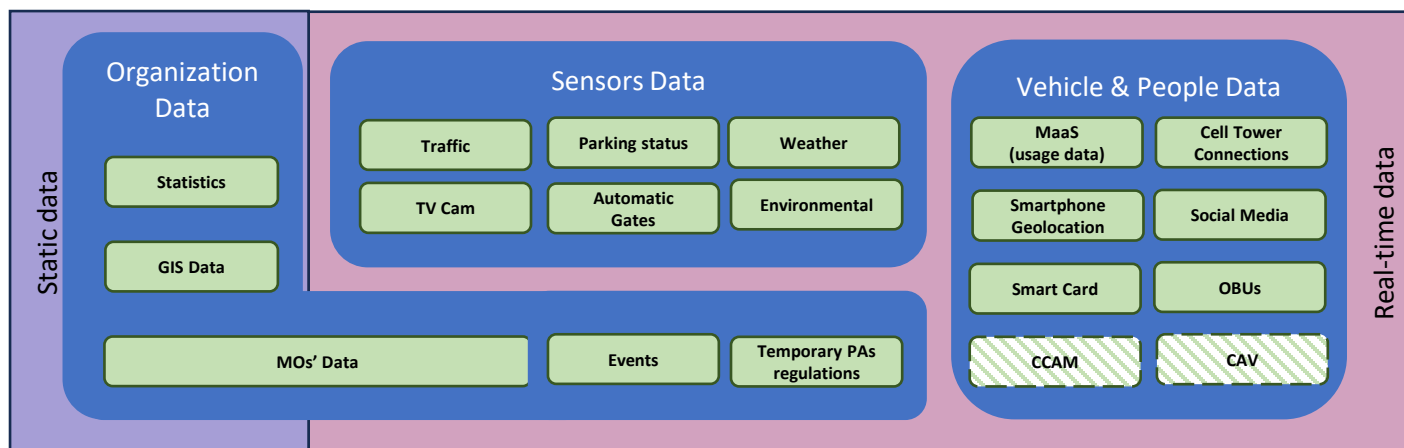 Static data
Organization
Data
Statistics
GIS Data
MOs' Data
Events
Temporary PAs
regulations
Sensors Data
Traffic
Parking status
Weather
TV Cam
Automatic
Gates
Environmental
Vehicle & People Data
MaaS
(usage data)
Cell Tower
Connections
Smartphone
Geolocation
Social Media
Smart Card
OBUs
CCAM
CAV
Real-time data